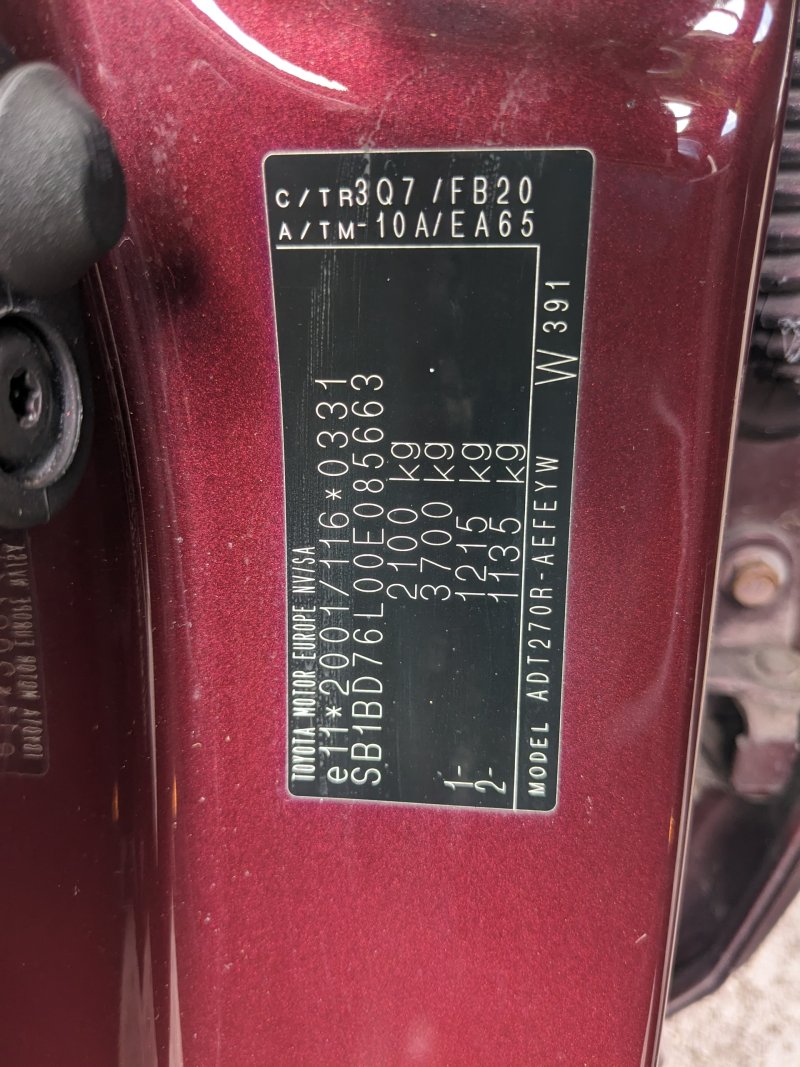 C/TR 3Q7 /FB20
A/TM -10A/EA65
TOYOTA MOTOR EUROPE NV/SA
e11*2001/116*0331
SB1BD76L00E085663
2100 kg
3700 kg
1- 1215 kg
2- 1135 kg
MODEL ADT270R-AEFEYW W391